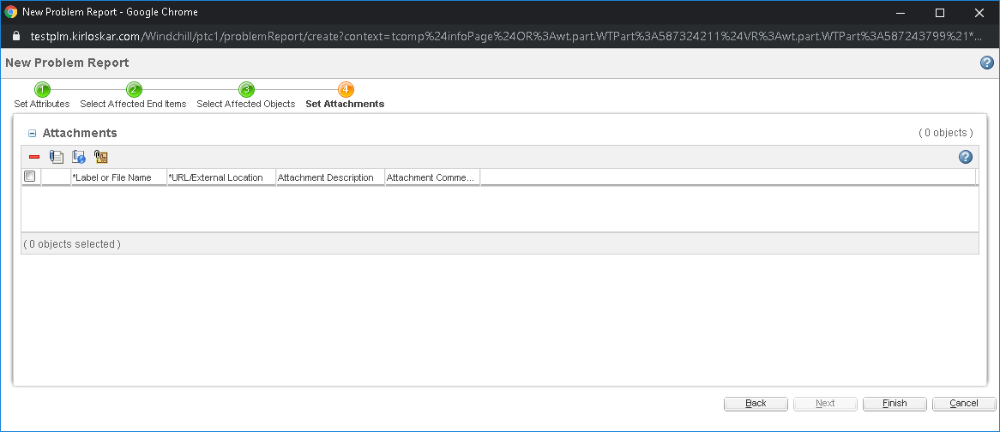 New Problem Report - Google Chrome
testplm.kirloskar.com/Windchill/ptc1/problemReport/create?context=tcomp%24infoPage%24OR%3Awt.part.WTPart%3A587324211%24VR%3Awt.part.WTPart%3A587243799%21*...
New Problem Report ?
1 2 3 4
Set Attributes Select Affected End Items Select Affected Objects Set Attachments
Attachments ( 0 objects )
?
*Label or File Name *URL/External Location Attachment Description Attachment Comme...
( 0 objects selected )
Back Next Finish Cancel